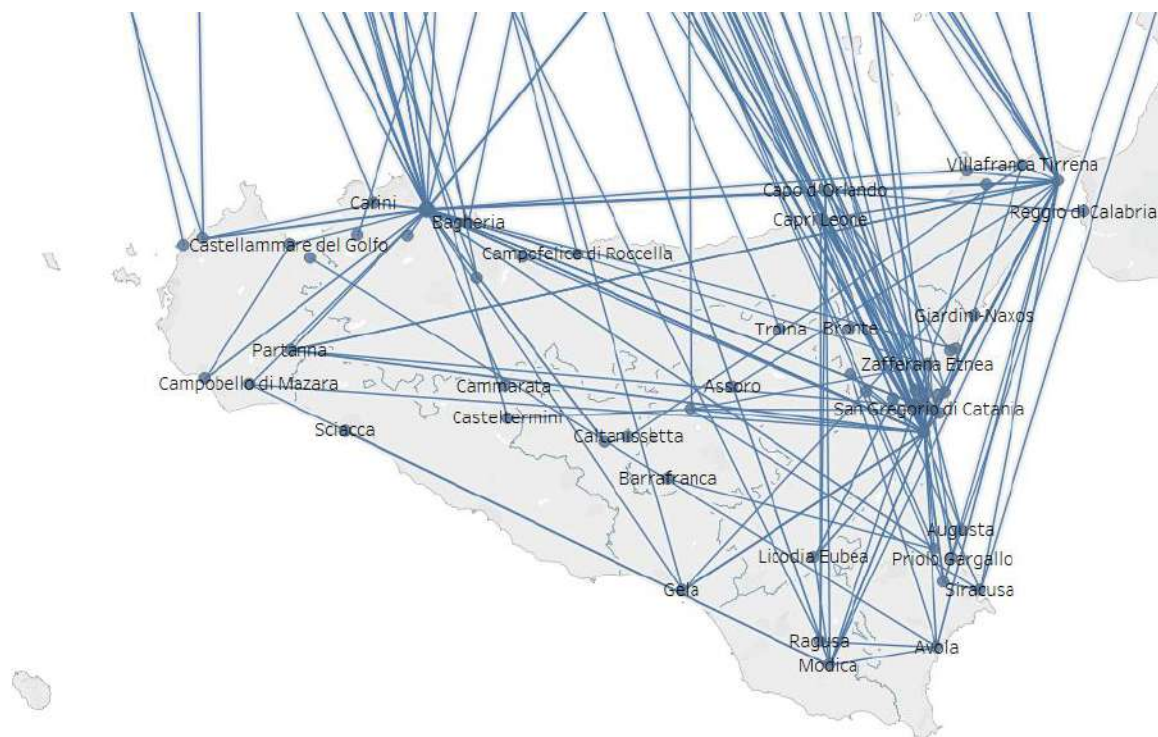 Villafranca Tirrena
Capo d'Orlando
Carini
Reggio di Calabria
Bagheria
Capri Leone
Castellammare del Golfo
Campofelice di Roccella
Giardini-Naxos
Troina
Bronte
Partanna
Zafferana Etnea
Campobello di Mazara
Cammarata
Assoro
San Gregorio di Catania
Casteltermini
Sciacca
Caltanissetta
Barrafranca
Augusta
Licodia Eubea
Priolo Gargallo
Gela
Siracusa
Ragusa
Avola
Modica